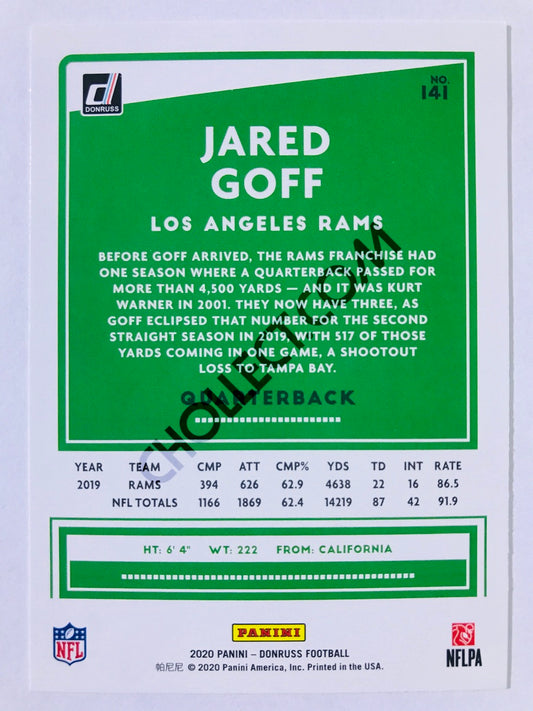 DONRUSS
NO.
141
JARED
GOFF
LOS ANGELES RAMS
BEFORE GOFF ARRIVED, THE RAMS FRANCHISE HAD
ONE SEASON WHERE A QUARTERBACK PASSED FOR
MORE THAN 4,500 YARDS — AND IT WAS KURT
WARNER IN 2001. THEY NOW HAVE THREE, AS
GOFF ECLIPSED THAT NUMBER FOR THE SECOND
STRAIGHT SEASON IN 2019, WITH 517 OF THOSE
YARDS COMING IN ONE GAME, A SHOOTOUT
LOSS TO TAMPA BAY.
QUARTERBACK
CHOLLECT.COM
YEAR TEAM CMP ATT CMP% YDS TD INT RATE
2019 RAMS 394 626 62.9 4638 22 16 86.5
NFL TOTALS 1166 1869 62.4 14219 87 42 91.9
HT: 6' 4" WT: 222 FROM: CALIFORNIA
NFL
PANINI
NFLPA
2020 PANINI – DONRUSS FOOTBALL
帕尼尼 © 2020 Panini America, Inc. Printed in the USA.